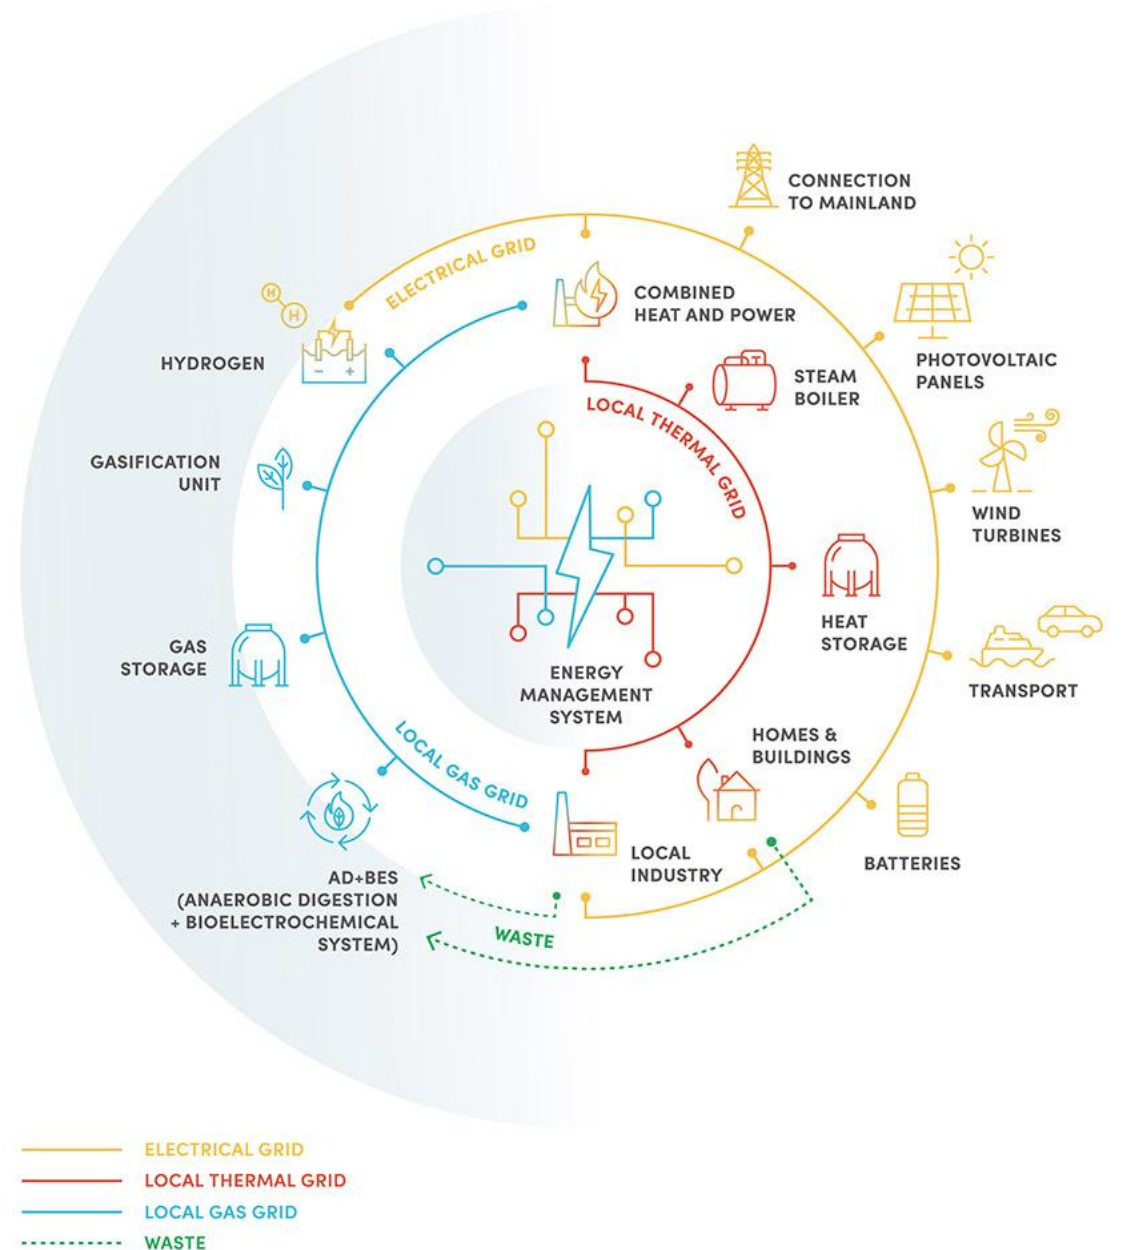 CONNECTION
TO MAINLAND
ELECTRICAL GRID
H
H
COMBINED
HEAT AND POWER
HYDROGEN
- +
PHOTOVOLTAIC
PANELS
STEAM
BOILER
LOCAL THERMAL GRID
GASIFICATION
UNIT
WIND
TURBINES
HEAT
STORAGE
GAS
STORAGE
ENERGY
MANAGEMENT
SYSTEM
TRANSPORT
HOMES &
BUILDINGS
LOCAL GAS GRID
LOCAL
INDUSTRY
BATTERIES
AD+BES
(ANAEROBIC DIGESTION
+ BIOELECTROCHEMICAL
SYSTEM)
WASTE
ELECTRICAL GRID
LOCAL THERMAL GRID
LOCAL GAS GRID
WASTE